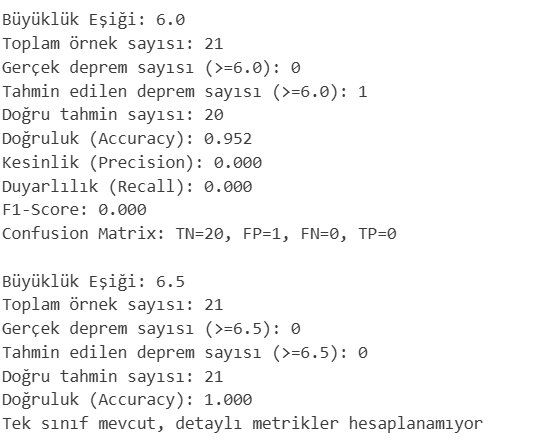 Büyüklük Eşiği: 6.0
Toplam örnek sayısı: 21
Gerçek deprem sayısı (>=6.0): 0
Tahmin edilen deprem sayısı (>=6.0): 1
Doğru tahmin sayısı: 20
Doğruluk (Accuracy): 0.952
Kesinlik (Precision): 0.000
Duyarlılık (Recall): 0.000
F1-Score: 0.000
Confusion Matrix: TN=20, FP=1, FN=0, TP=0

Büyüklük Eşiği: 6.5
Toplam örnek sayısı: 21
Gerçek deprem sayısı (>=6.5): 0
Tahmin edilen deprem sayısı (>=6.5): 0
Doğru tahmin sayısı: 21
Doğruluk (Accuracy): 1.000
Tek sınıf mevcut, detaylı metrikler hesaplanamıyor